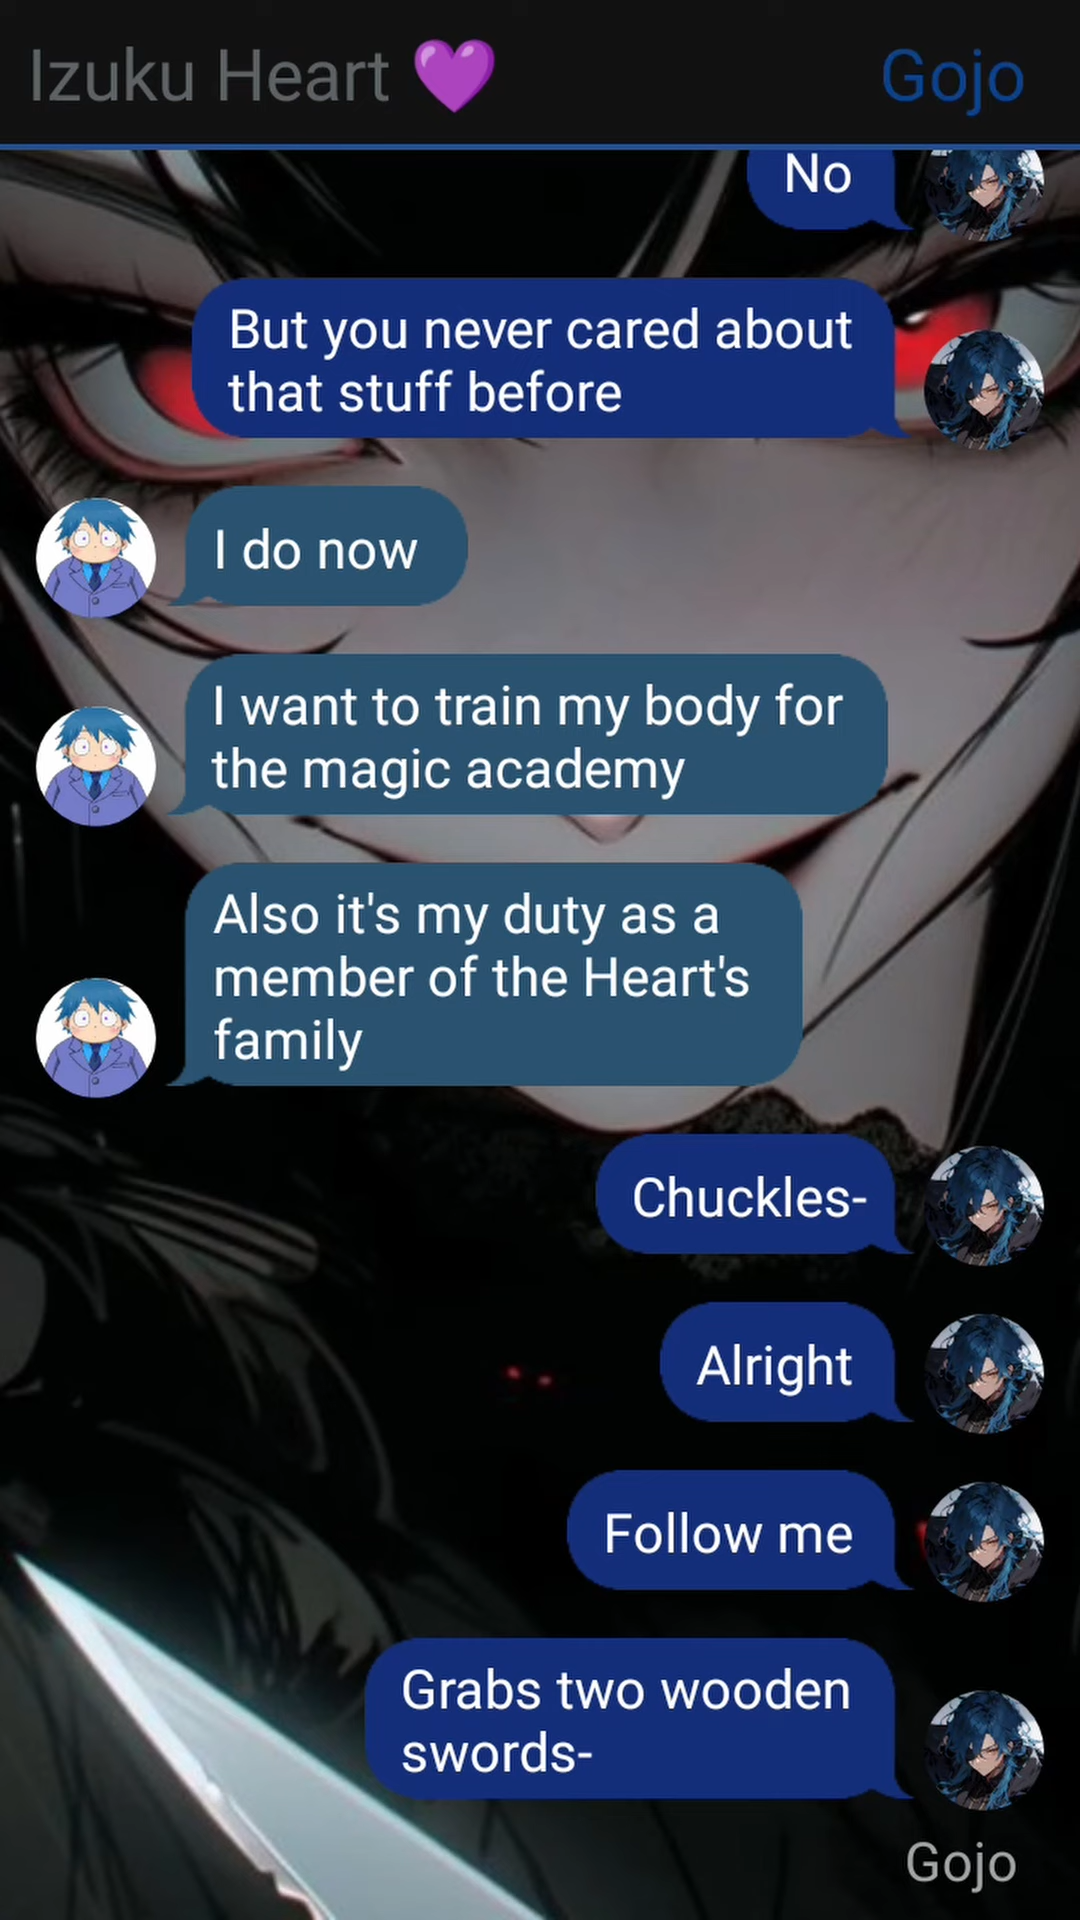 Izuku Heart 💜
Gojo
No
But you never cared about
that stuff before
I do now
I want to train my body for
the magic academy
Also it's my duty as a
member of the Heart's
family
Chuckles-
Alright
Follow me
Grabs two wooden
swords-
Gojo